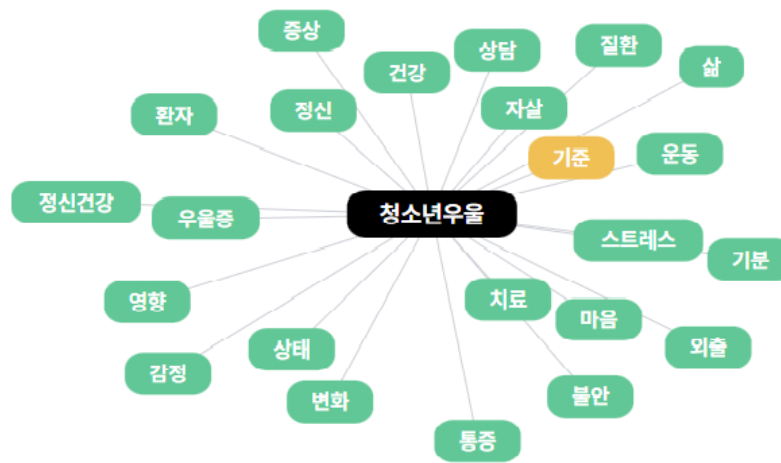 증상
상담
질환
건강
삶
정신
자살
환자
기준
운동
정신건강
우울증
청소년우울
스트레스
기분
영향
치료
마음
상태
외출
감정
변화
불안
통증